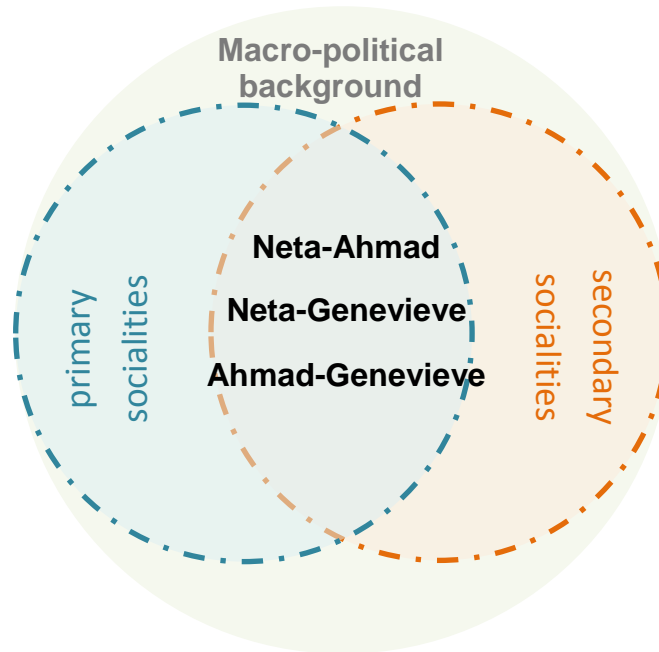 Macro-political
background
Neta-Ahmad
Neta-Genevieve
Ahmad-Genevieve
primary
socialities
secondary
socialities